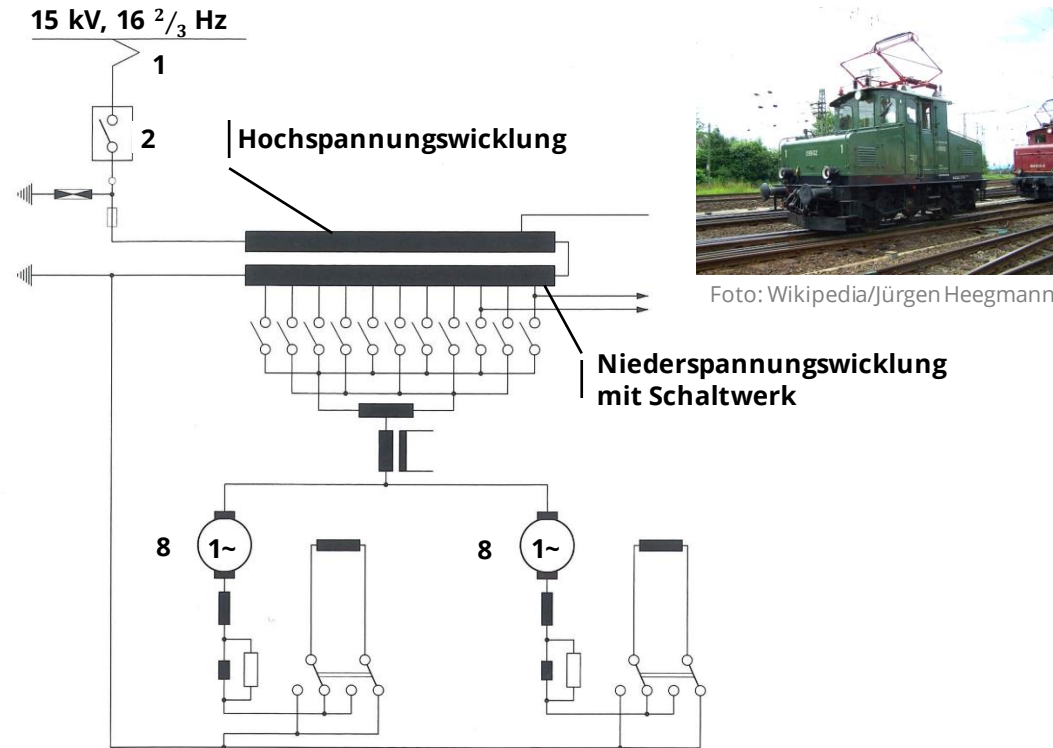 15 kV, 16 ²/₃ Hz
1
2
Hochspannungswicklung
Foto: Wikipedia/Jürgen Heegmann
Niederspannungswicklung
mit Schaltwerk
8
1~
8
1~